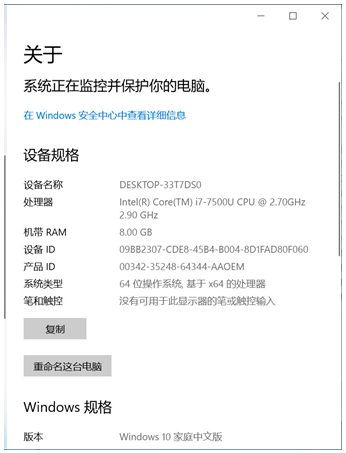 关于
系统正在监控并保护你的电脑。
在 Windows 安全中心中查看详细信息
设备规格
设备名称 DESKTOP-33T7DS0
处理器 Intel(R) Core(TM) i7-7500U CPU @ 2.70GHz
2.90 GHz
机带 RAM 8.00 GB
设备 ID 09BB2307-CDE8-45B4-B004-8D1FAD80F060
产品 ID 00342-35248-64344-AAOEM
系统类型 64 位操作系统, 基于 x64 的处理器
笔和触控 没有可用于此显示器的笔或触控输入
复制
重命名这台电脑
Windows 规格
版本 Windows 10 家庭中文版